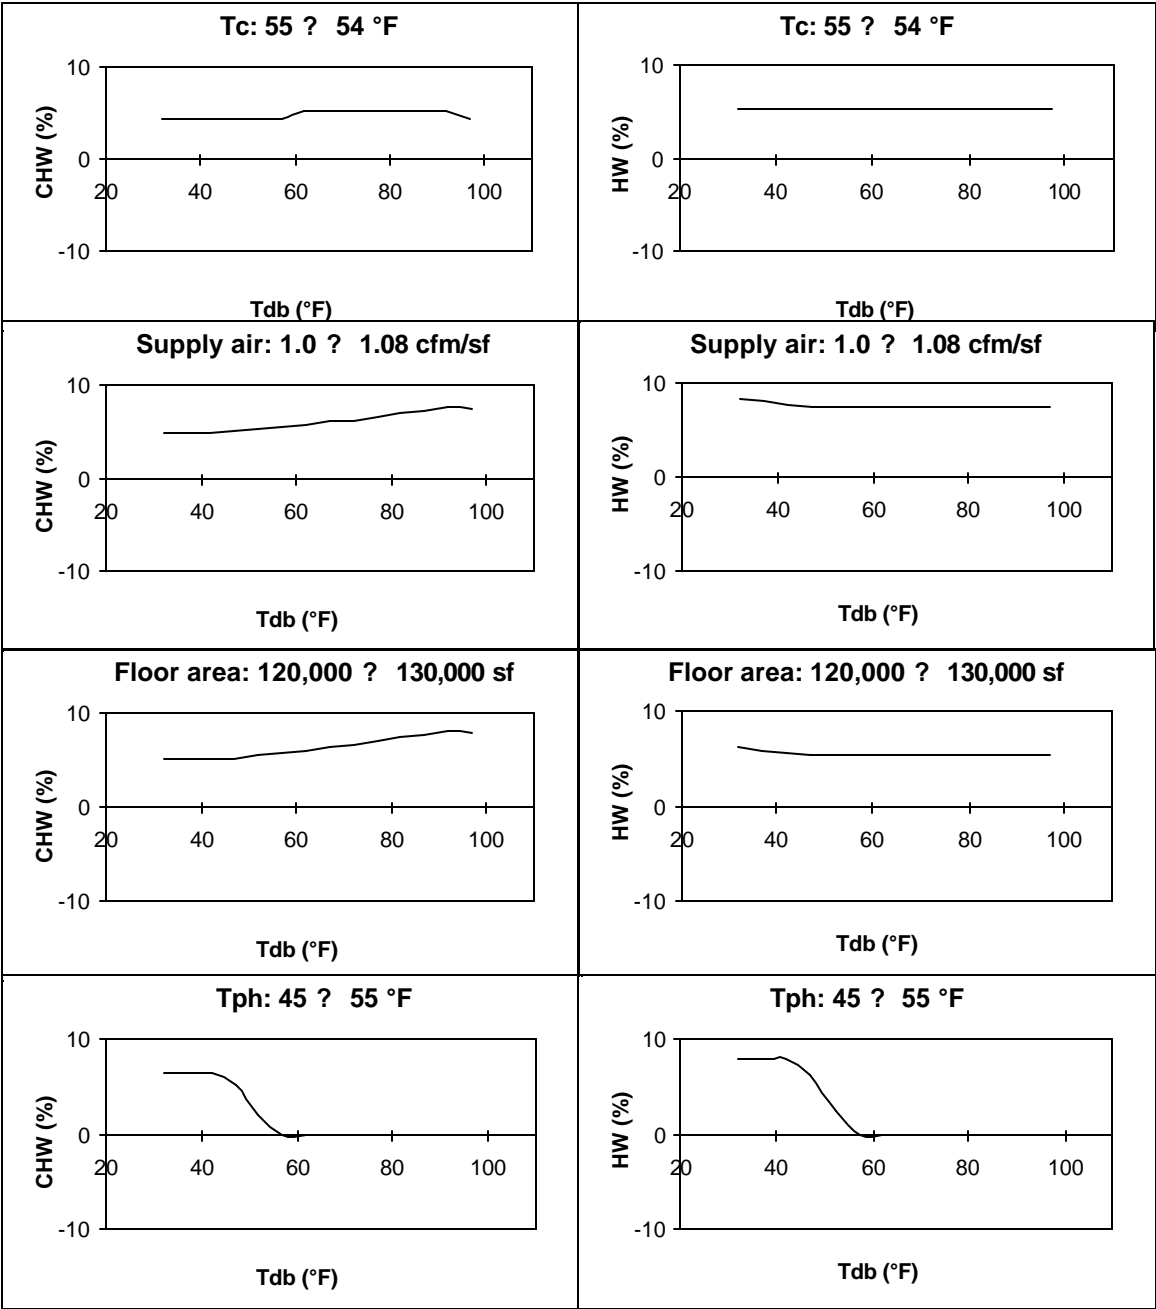 Tc: 55 ? 54 °F
10
0
-10
CHW (%)
20 40 60 80 100
Tdb (°F)
Tc: 55 ? 54 °F
10
0
-10
HW (%)
20 40 60 80 100
Tdb (°F)
Supply air: 1.0 ? 1.08 cfm/sf
10
0
-10
CHW (%)
20 40 60 80 100
Tdb (°F)
Supply air: 1.0 ? 1.08 cfm/sf
10
0
-10
HW (%)
20 40 60 80 100
Tdb (°F)
Floor area: 120,000 ? 130,000 sf
10
0
-10
CHW (%)
20 40 60 80 100
Tdb (°F)
Floor area: 120,000 ? 130,000 sf
10
0
-10
HW (%)
20 40 60 80 100
Tdb (°F)
Tph: 45 ? 55 °F
10
0
-10
CHW (%)
20 40 60 80 100
Tdb (°F)
Tph: 45 ? 55 °F
10
0
-10
HW (%)
20 40 60 80 100
Tdb (°F)